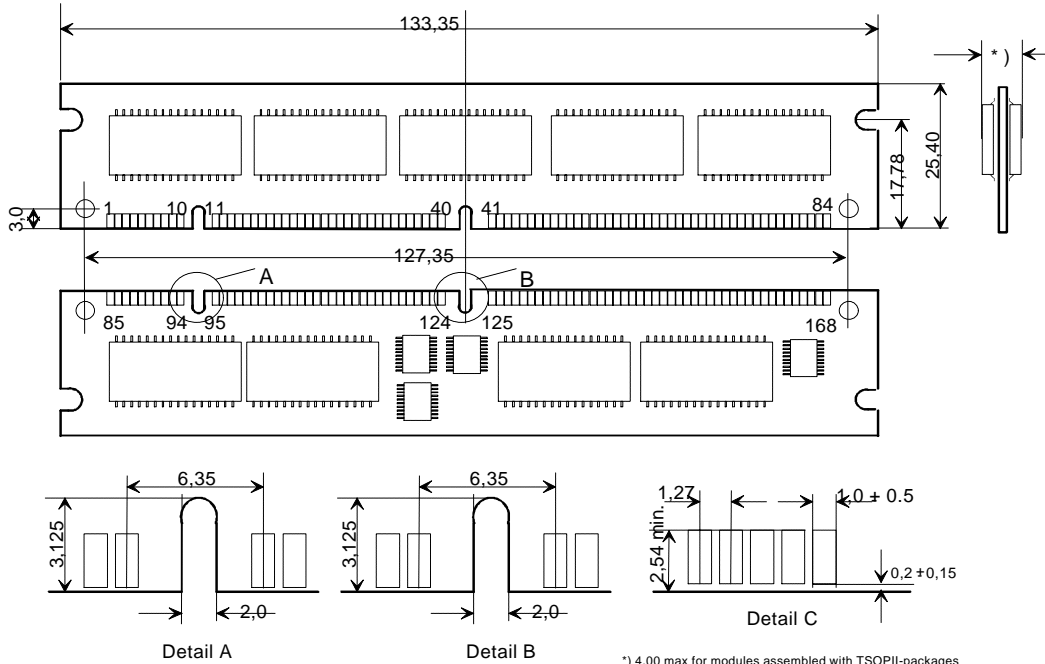 133,35
* )
3,0
1 10 11 40 41 84
17,78
25,40
127,35
A B
85 94 95 124 125 168
6,35
3,125
2,0
Detail A
6,35
3,125
2,0
Detail B
1,27
1,0 + 0.5
2,54 min.
0,2 +0,15
Detail C
*) 4,00 max for modules assembled with TSOPII-packages